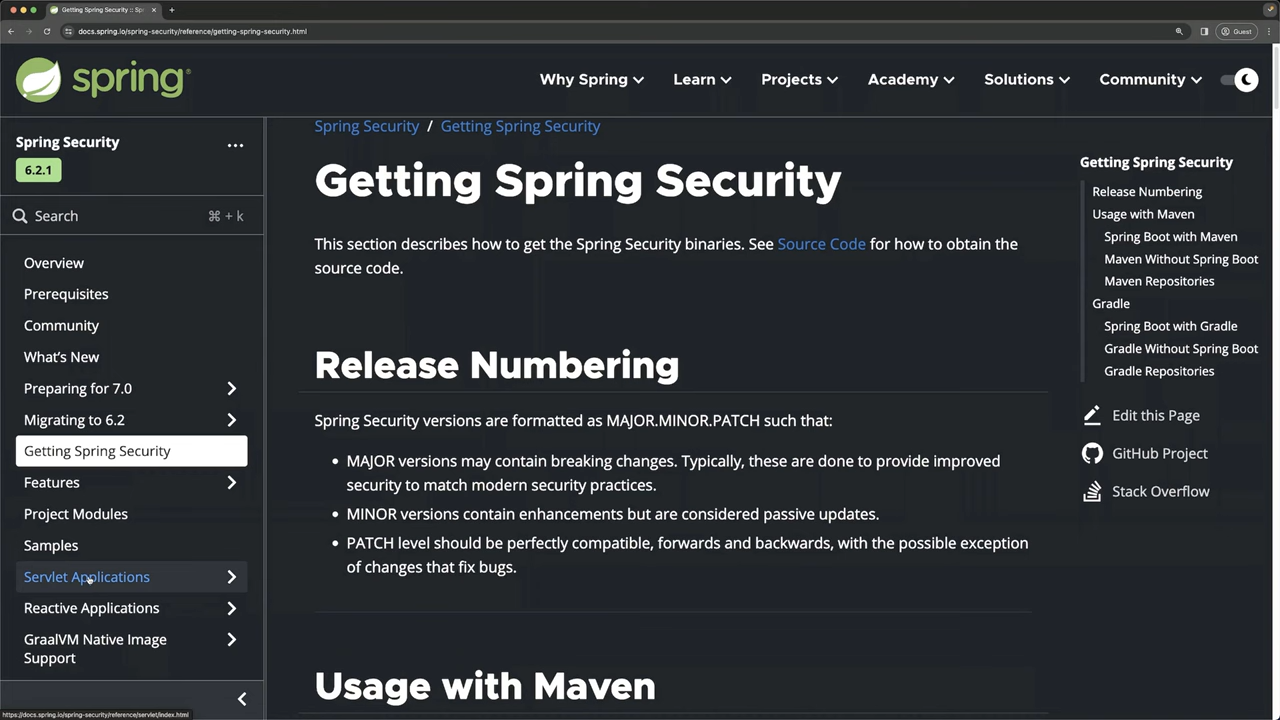 Getting Spring Security :: Sp
docs.spring.io/spring-security/reference/getting-spring-security.html
Guest
spring
Why Spring
Learn
Projects
Academy
Solutions
Community
Spring Security
6.2.1
Search
⌘ + k
Overview
Prerequisites
Community
What's New
Preparing for 7.0
Migrating to 6.2
Getting Spring Security
Features
Project Modules
Samples
Servlet Applications
Reactive Applications
GraalVM Native Image
Support
https://docs.spring.io/spring-security/reference/servlet/index.html
Spring Security / Getting Spring Security
Getting Spring Security
This section describes how to get the Spring Security binaries. See Source Code for how to obtain the
source code.
Release Numbering
Spring Security versions are formatted as MAJOR.MINOR.PATCH such that:
• MAJOR versions may contain breaking changes. Typically, these are done to provide improved
security to match modern security practices.
• MINOR versions contain enhancements but are considered passive updates.
• PATCH level should be perfectly compatible, forwards and backwards, with the possible exception
of changes that fix bugs.
Usage with Maven
Getting Spring Security
Release Numbering
Usage with Maven
Spring Boot with Maven
Maven Without Spring Boot
Maven Repositories
Gradle
Spring Boot with Gradle
Gradle Without Spring Boot
Gradle Repositories
Edit this Page
GitHub Project
Stack Overflow